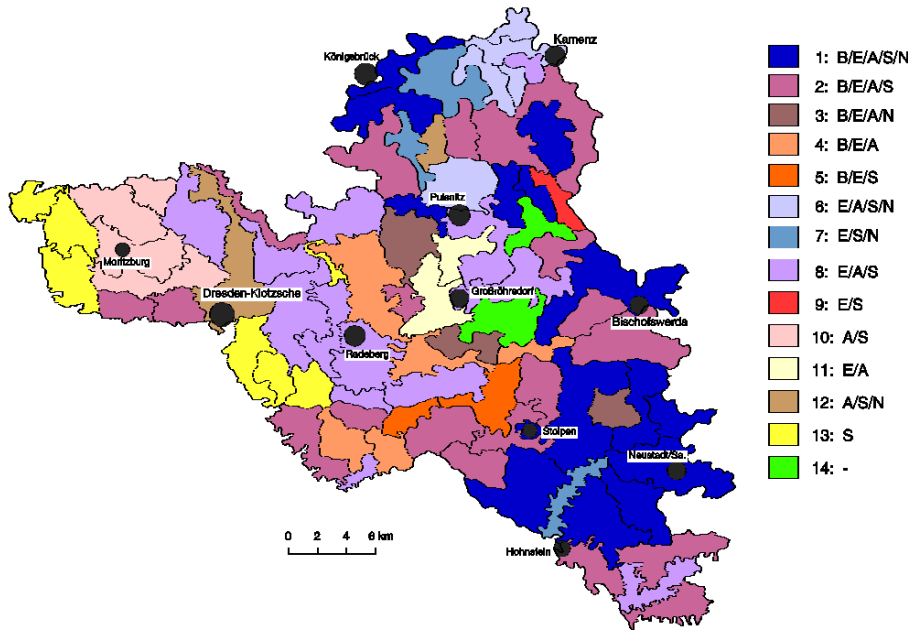 Kamenz
Königsbrück
Pulsnitz
Moritzburg
Dresden-Klotzsche
Großröhrsdorf
Radeberg
Bischofswerda
Stolpen
Neustadt/Sa.
Hohnstein
0 2 4 6 km
1: B/E/A/S/N
2: B/E/A/S
3: B/E/A/N
4: B/E/A
5: B/E/S
6: E/A/S/N
7: E/S/N
8: E/A/S
9: E/S
10: A/S
11: E/A
12: A/S/N
13: S
14: -